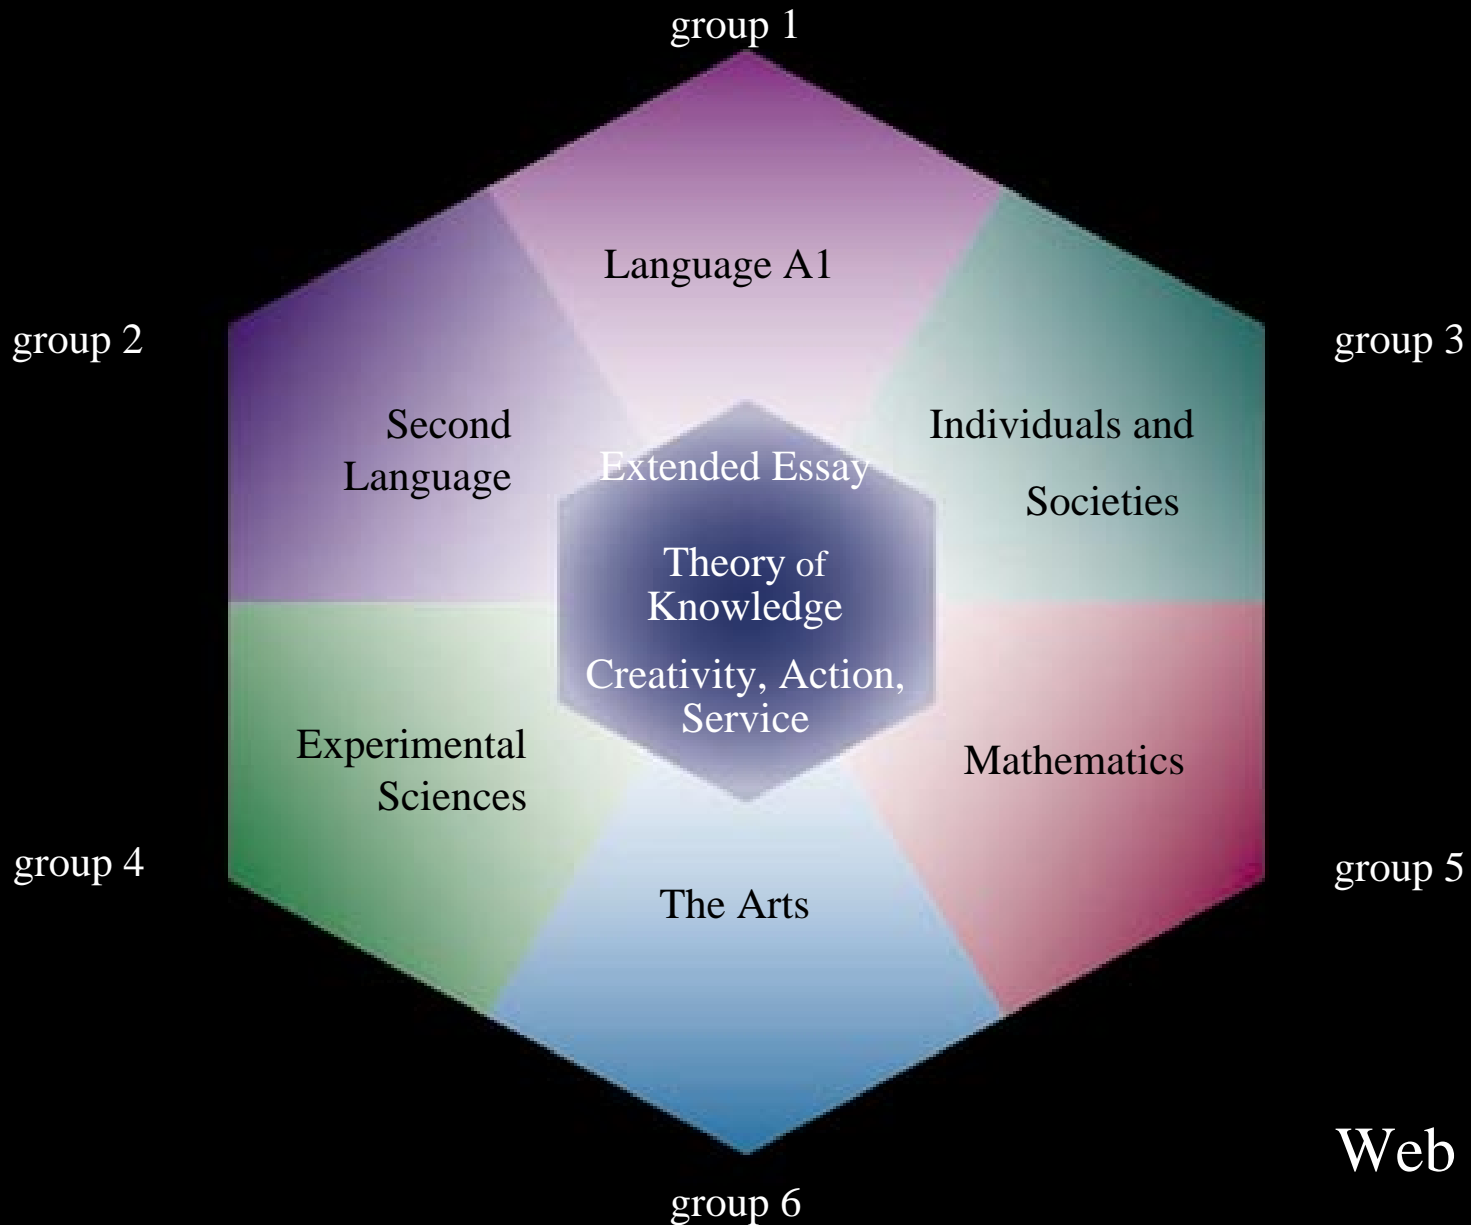 group 1
Language A1
group 2
group 3
Second
Language
Individuals and
Societies
Extended Essay
Theory of
Knowledge
Creativity, Action,
Service
Experimental
Sciences
Mathematics
group 4
group 5
The Arts
Web
group 6